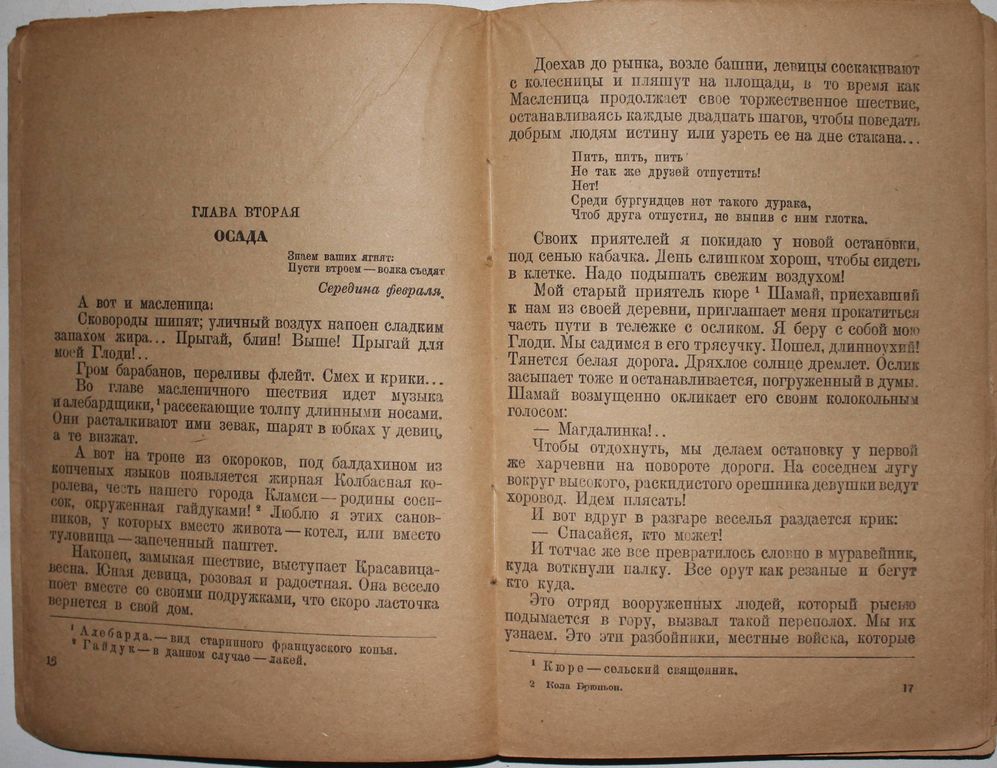 ГЛАВА ВТОРАЯ
ОСАДА
Знаем ваших ягнят:
Пусти втроем — волка съедят
Середина февраля.
А вот и масленица!
Сковороды шипят; уличный воздух напоен сладким
запахом жира... Прыгай, блин! Выше! Прыгай для
моей Глоди!..
Гром барабанов, переливы флейт. Смех и крики...
Во главе масленичного шествия идет музыка
и алебардщики,¹ рассекающие толпу длинными носами.
Они расталкивают ими зевак, шарят в юбках у девиц,
а те визжат.
А вот на троне из окороков, под балдахином из
копченых языков появляется жирная Колбасная ко-
ролева, честь нашего города Кламси — родины соси-
сок, окруженная гайдуками! ² Люблю я этих санов-
ников, у которых вместо живота — котел, или вместо
туловища — запеченный паштет.
Наконец, замыкая шествие, выступает Красавица-
весна. Юная девица, розовая и радостная. Она весело
поет вместе со своими подружками, что скоро ласточка
вернется в свой дом.
¹ Алебарда. — вид старинного французского копья.
² Гайдук — в данном случае — лакей.
16
Доехав до рынка, возле башни, девицы соскакивают
с колесницы и пляшут на площади, в то время как
Масленица продолжает свое торжественное шествие,
останавливаясь каждые двадцать шагов, чтобы поведать
добрым людям истину или узреть ее на дне стакана...
Пить, пить, пить
Не так же друзей отпустить!
Нет!
Среди бургундцев нет такого дурака,
Чтоб друга отпустил, не выпив с ним глотка.
Своих приятелей я покидаю у новой остановки,
под сенью кабачка. День слишком хорош, чтобы сидеть
в клетке. Надо подышать свежим воздухом!
Мой старый приятель кюре ¹ Шамай, приехавший
к нам из своей деревни, приглашает меня прокатиться
часть пути в тележке с осликом. Я беру с собой мою
Глоди. Мы садимся в его трясучку. Пошел, длинноухий!
Тянется белая дорога. Дряхлое солнце дремлет. Ослик
засыпает тоже и останавливается, погруженный в думы.
Шамай возмущенно окликает его своим колокольным
голосом:
— Магдалинка!..
Чтобы отдохнуть, мы делаем остановку у первой
же харчевни на повороте дороги. На соседнем лугу
вокруг высокого, раскидистого орешника девушки ведут
хоровод. Идем плясать!
И вот вдруг в разгаре веселья раздается крик:
— Спасайся, кто может!
И тотчас же все превратилось словно в муравейник,
куда воткнули палку. Все орут как резаные и бегут
кто куда.
Это отряд вооруженных людей, который рысью
подымается в гору, вызвал такой переполох. Мы их
узнаем. Это эти разбойники, местные войска, которые
¹ Кюре — сельский священник.
2 Кола Брюньон.
17